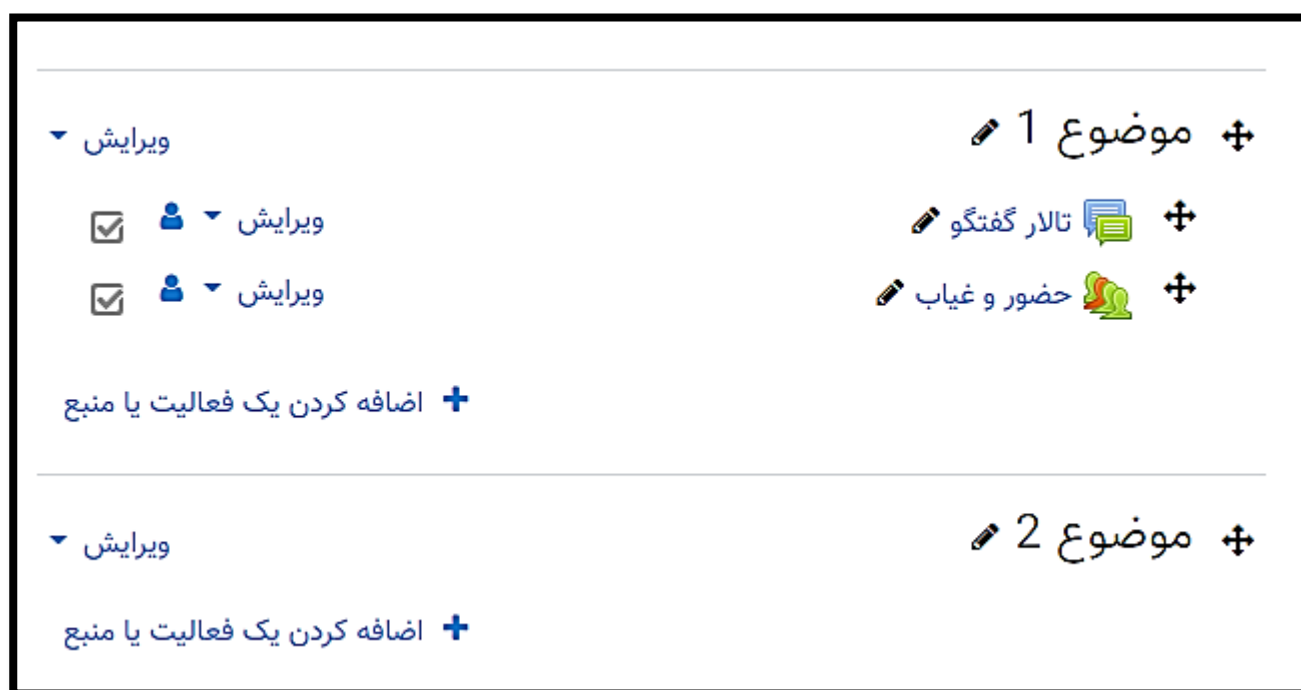 موضوع 1
ویرایش
تالار گفتگو
ویرایش
حضور و غیاب
ویرایش
اضافه کردن یک فعالیت یا منبع
موضوع 2
ویرایش
اضافه کردن یک فعالیت یا منبع